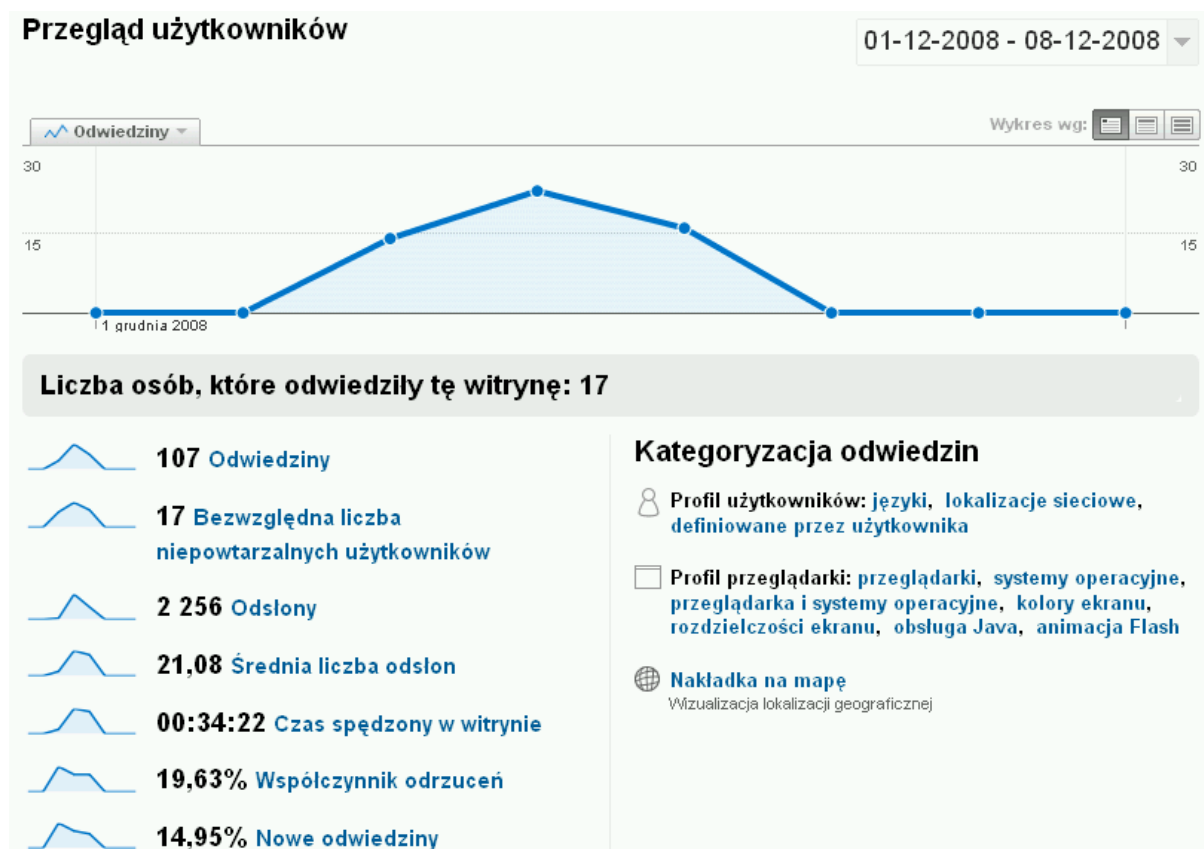 Przegląd użytkowników
01-12-2008 - 08-12-2008
Odwiedziny
Wykres wg:
30
30
15
15
1 grudnia 2008
Liczba osób, które odwiedziły tę witrynę: 17
107 Odwiedziny
17 Bezwzględna liczba
niepowtarzalnych użytkowników
2 256 Odsłony
21,08 Średnia liczba odsłon
00:34:22 Czas spędzony w witrynie
19,63% Współczynnik odrzuceń
14,95% Nowe odwiedziny
Kategoryzacja odwiedzin
Profil użytkowników: języki, lokalizacje sieciowe,
definiowane przez użytkownika
Profil przeglądarki: przeglądarki, systemy operacyjne,
przeglądarka i systemy operacyjne, kolory ekranu,
rozdzielczości ekranu, obsługa Java, animacja Flash
Nakładka na mapę
Wizualizacja lokalizacji geograficznej